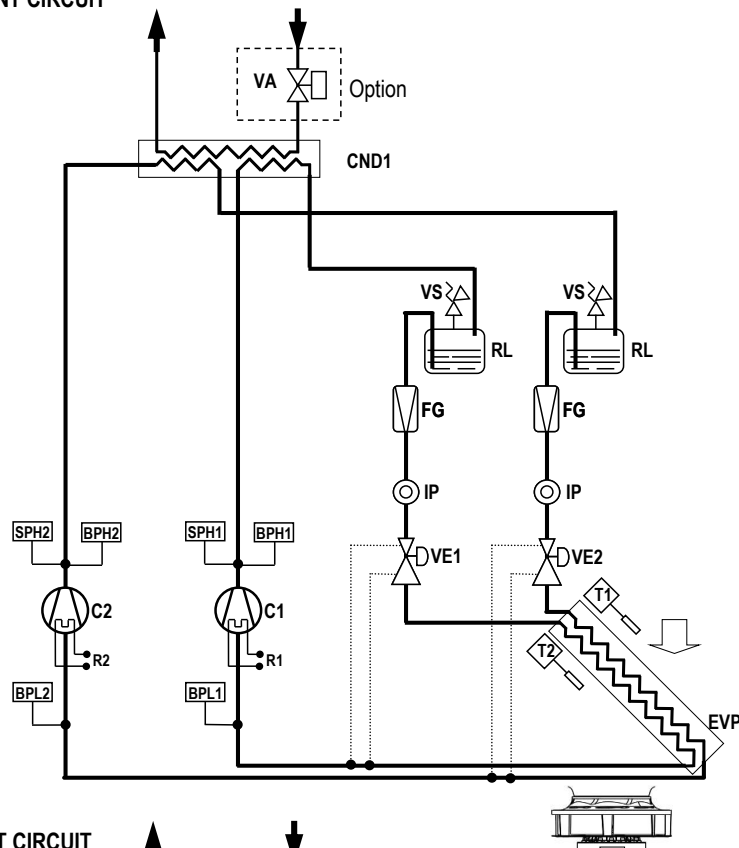 NT CIRCUIT
VA
Option
CND1
VS VS
RL RL
FG FG
IP IP
SPH2 BPH2 SPH1 BPH1
VE1 VE2
C2 C1
T1
R2 R1
T2
BPL2 BPL1
EVP
T CIRCUIT